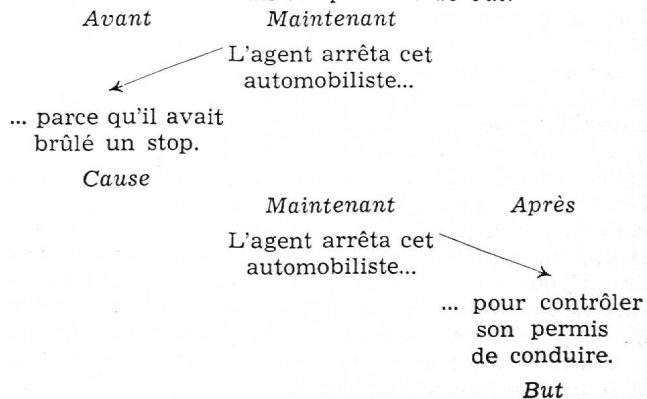 Avant Maintenant
L'agent arrêta cet
automobiliste...
... parce qu'il avait
brûlé un stop.
Cause
Maintenant Après
L'agent arrêta cet
automobiliste...
... pour contrôler
son permis
de conduire.
But